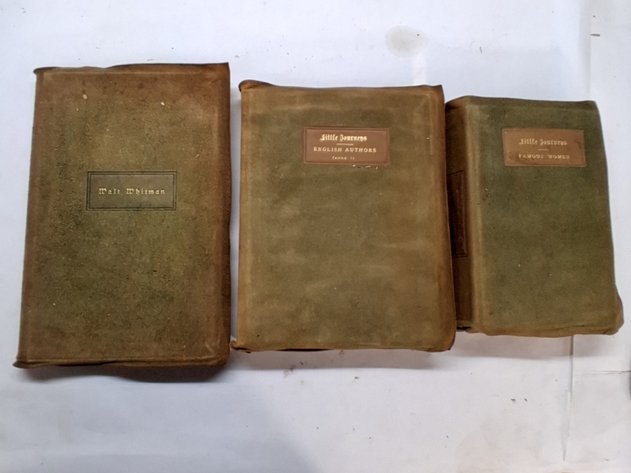 Walt Whitman
Little Journeys
ENGLISH AUTHORS
Little Journeys
FAMOUS WOMEN